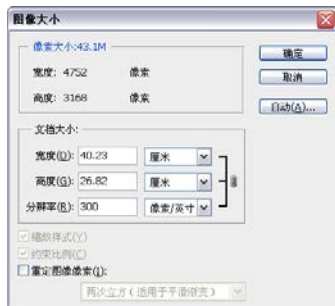 图像大小
像素大小:43.1M
确定
宽度: 4752 像素
取消
高度: 3168 像素
自动(A)...
文档大小:
宽度(D): 40.23 厘米
高度(G): 26.82 厘米
分辨率(R): 300 像素/英寸
缩放样式(Y)
约束比例(C)
重定图像像素(I):
两次立方(适用于平滑渐变)